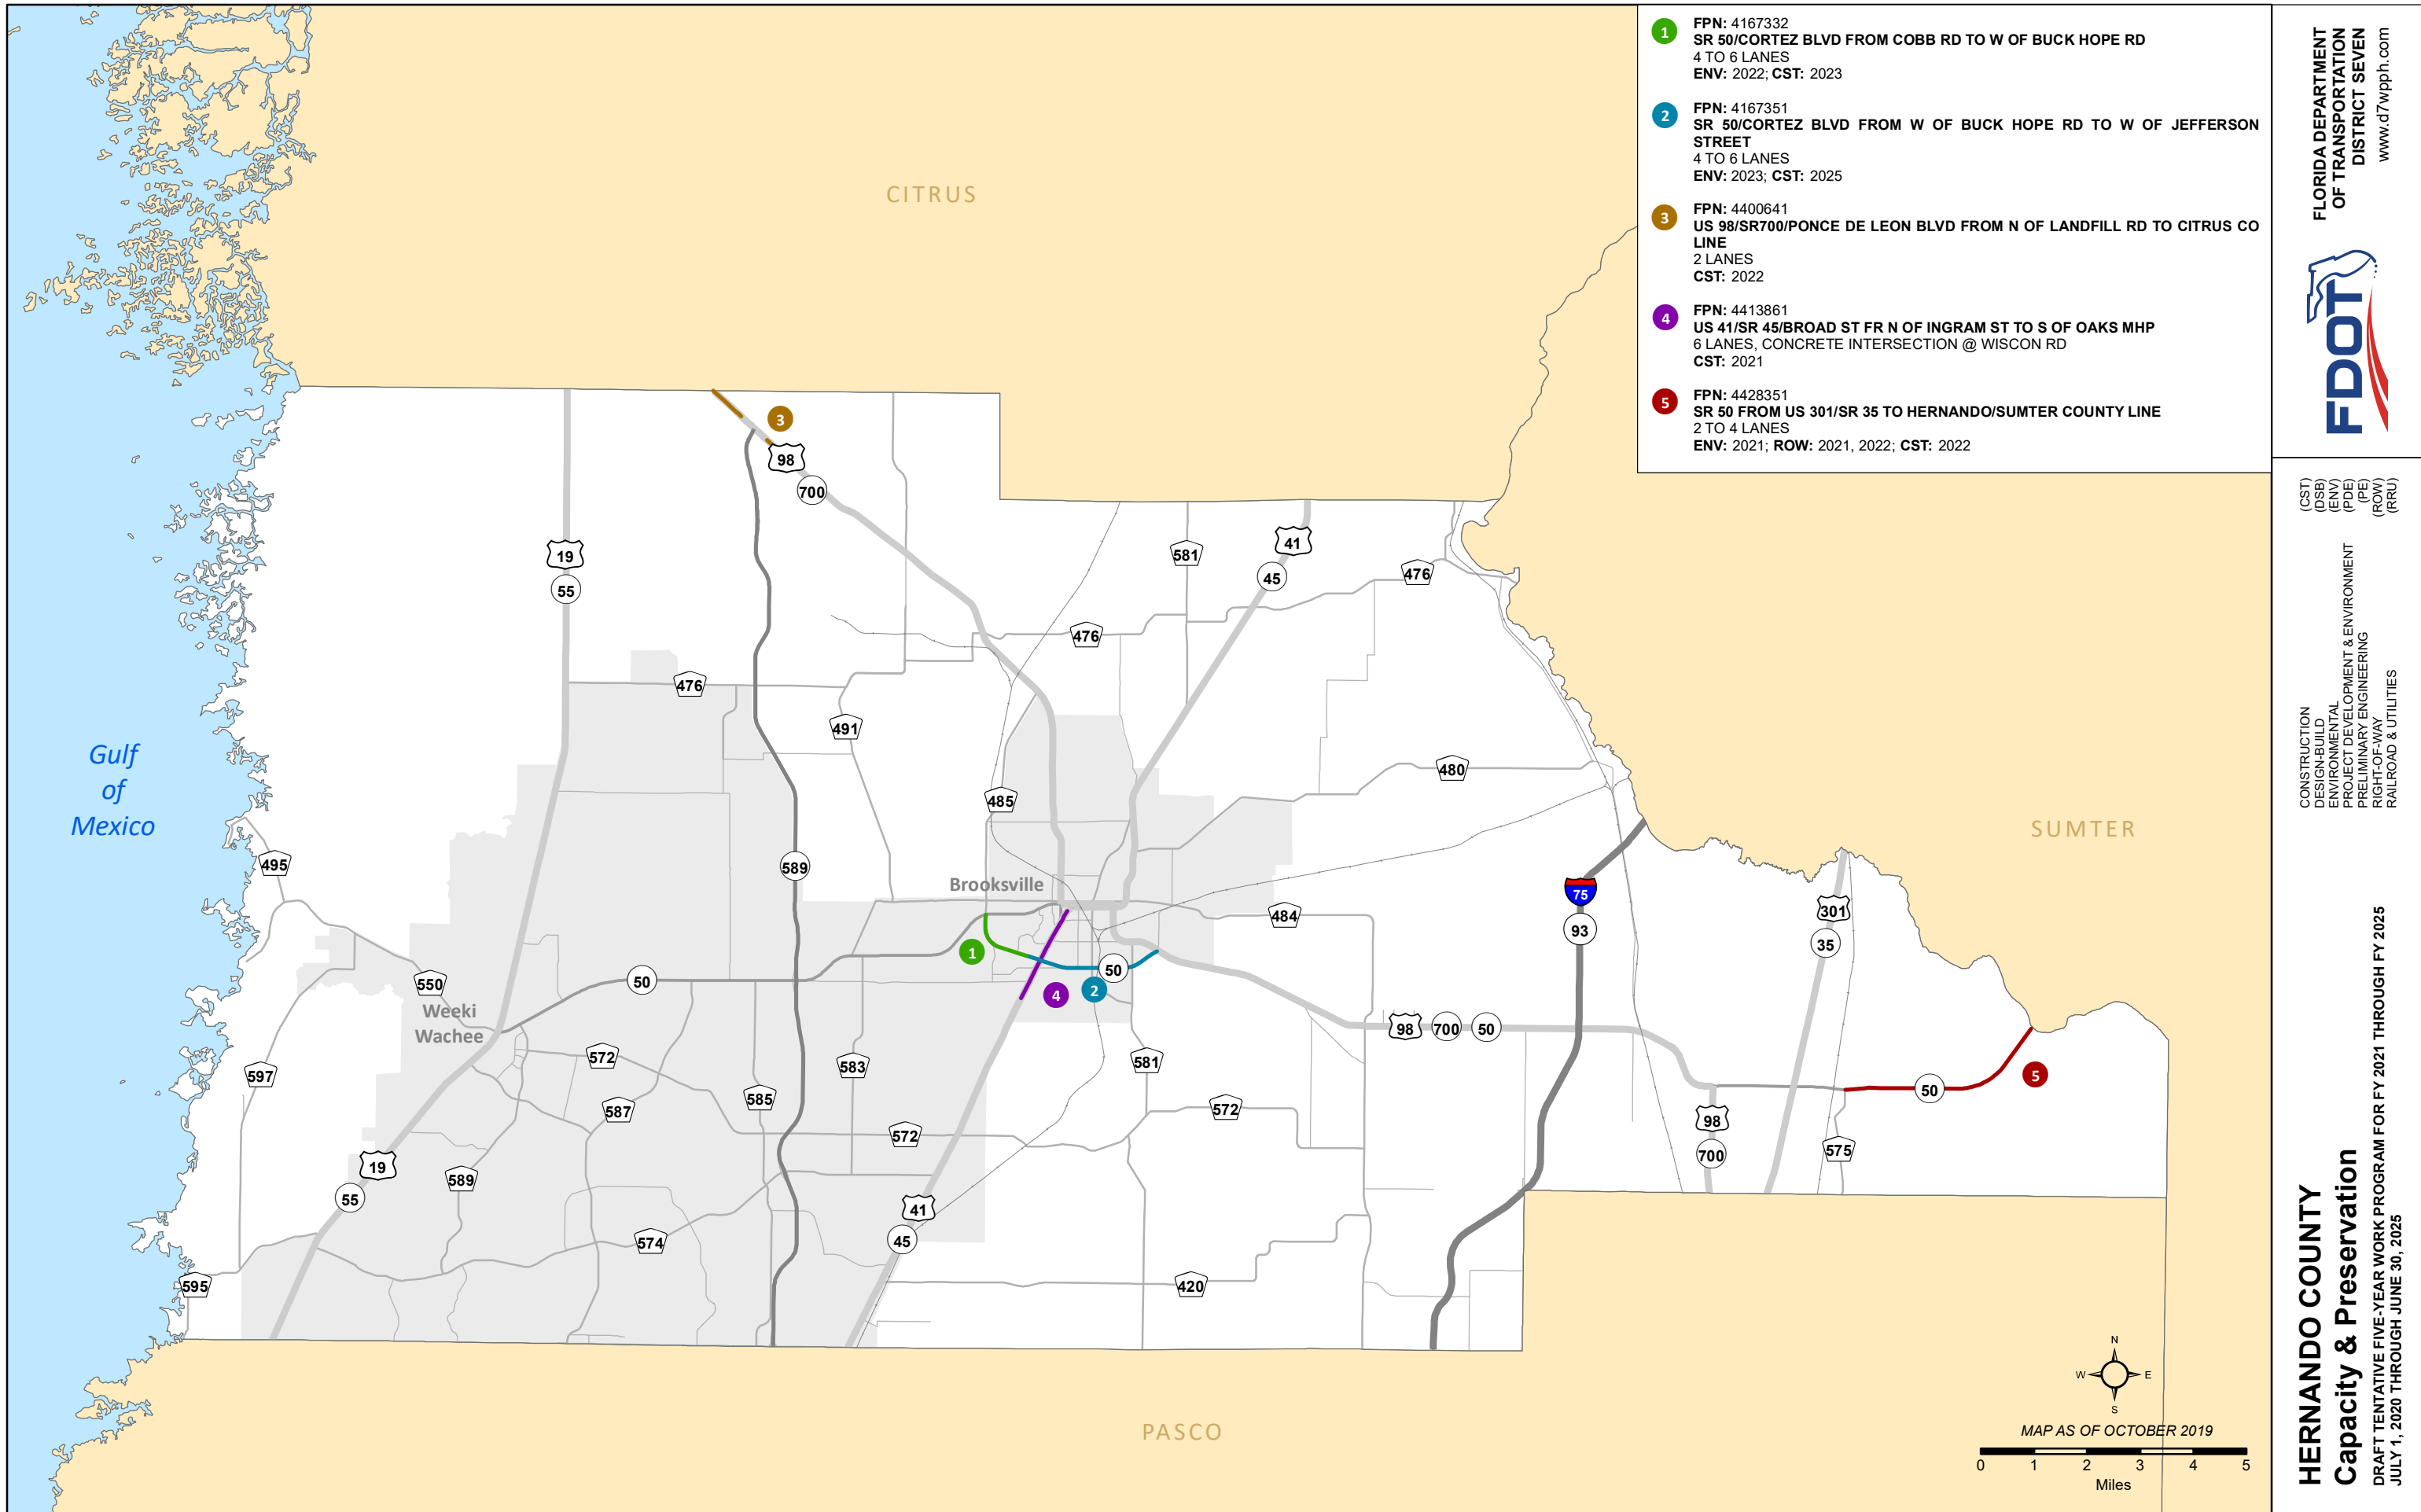 1
FPN: 4167332
SR 50/CORTEZ BLVD FROM COBB RD TO W OF BUCK HOPE RD
4 TO 6 LANES
ENV: 2022; CST: 2023
2
FPN: 4167351
SR 50/CORTEZ BLVD FROM W OF BUCK HOPE RD TO W OF JEFFERSON
STREET
4 TO 6 LANES
ENV: 2023; CST: 2025
3
FPN: 4400641
US 98/SR700/PONCE DE LEON BLVD FROM N OF LANDFILL RD TO CITRUS CO
LINE
2 LANES
CST: 2022
4
FPN: 4413861
US 41/SR 45/BROAD ST FR N OF INGRAM ST TO S OF OAKS MHP
6 LANES, CONCRETE INTERSECTION @ WISCON RD
CST: 2021
5
FPN: 4428351
SR 50 FROM US 301/SR 35 TO HERNANDO/SUMTER COUNTY LINE
2 TO 4 LANES
ENV: 2021; ROW: 2021, 2022; CST: 2022
FLORIDA DEPARTMENT
OF TRANSPORTATION
DISTRICT SEVEN
www.d7wpph.com
FDOT
CONSTRUCTION (CST)
DESIGN-BUILD (DSB)
ENVIRONMENTAL (ENV)
PROJECT DEVELOPMENT & ENVIRONMENT (PDE)
PRELIMINARY ENGINEERING (PE)
RIGHT-OF-WAY (ROW)
RAILROAD & UTILITIES (RRU)
HERNANDO COUNTY
Capacity & Preservation
DRAFT TENTATIVE FIVE-YEAR WORK PROGRAM FOR FY 2021 THROUGH FY 2025
JULY 1, 2020 THROUGH JUNE 30, 2025
CITRUS
3
98
700
19
55
581
41
45
476
476
476
491
Gulf
of
Mexico
480
485
SUMTER
495
589
Brooksville
75
484
301
93
35
1
50
550
50
4
2
Weeki
Wachee
98
700
50
572
583
581
597
5
50
585
587
572
98
572
575
700
19
589
55
41
45
574
595
420
PASCO
N
W
E
S
MAP AS OF OCTOBER 2019
0 1 2 3 4 5
Miles